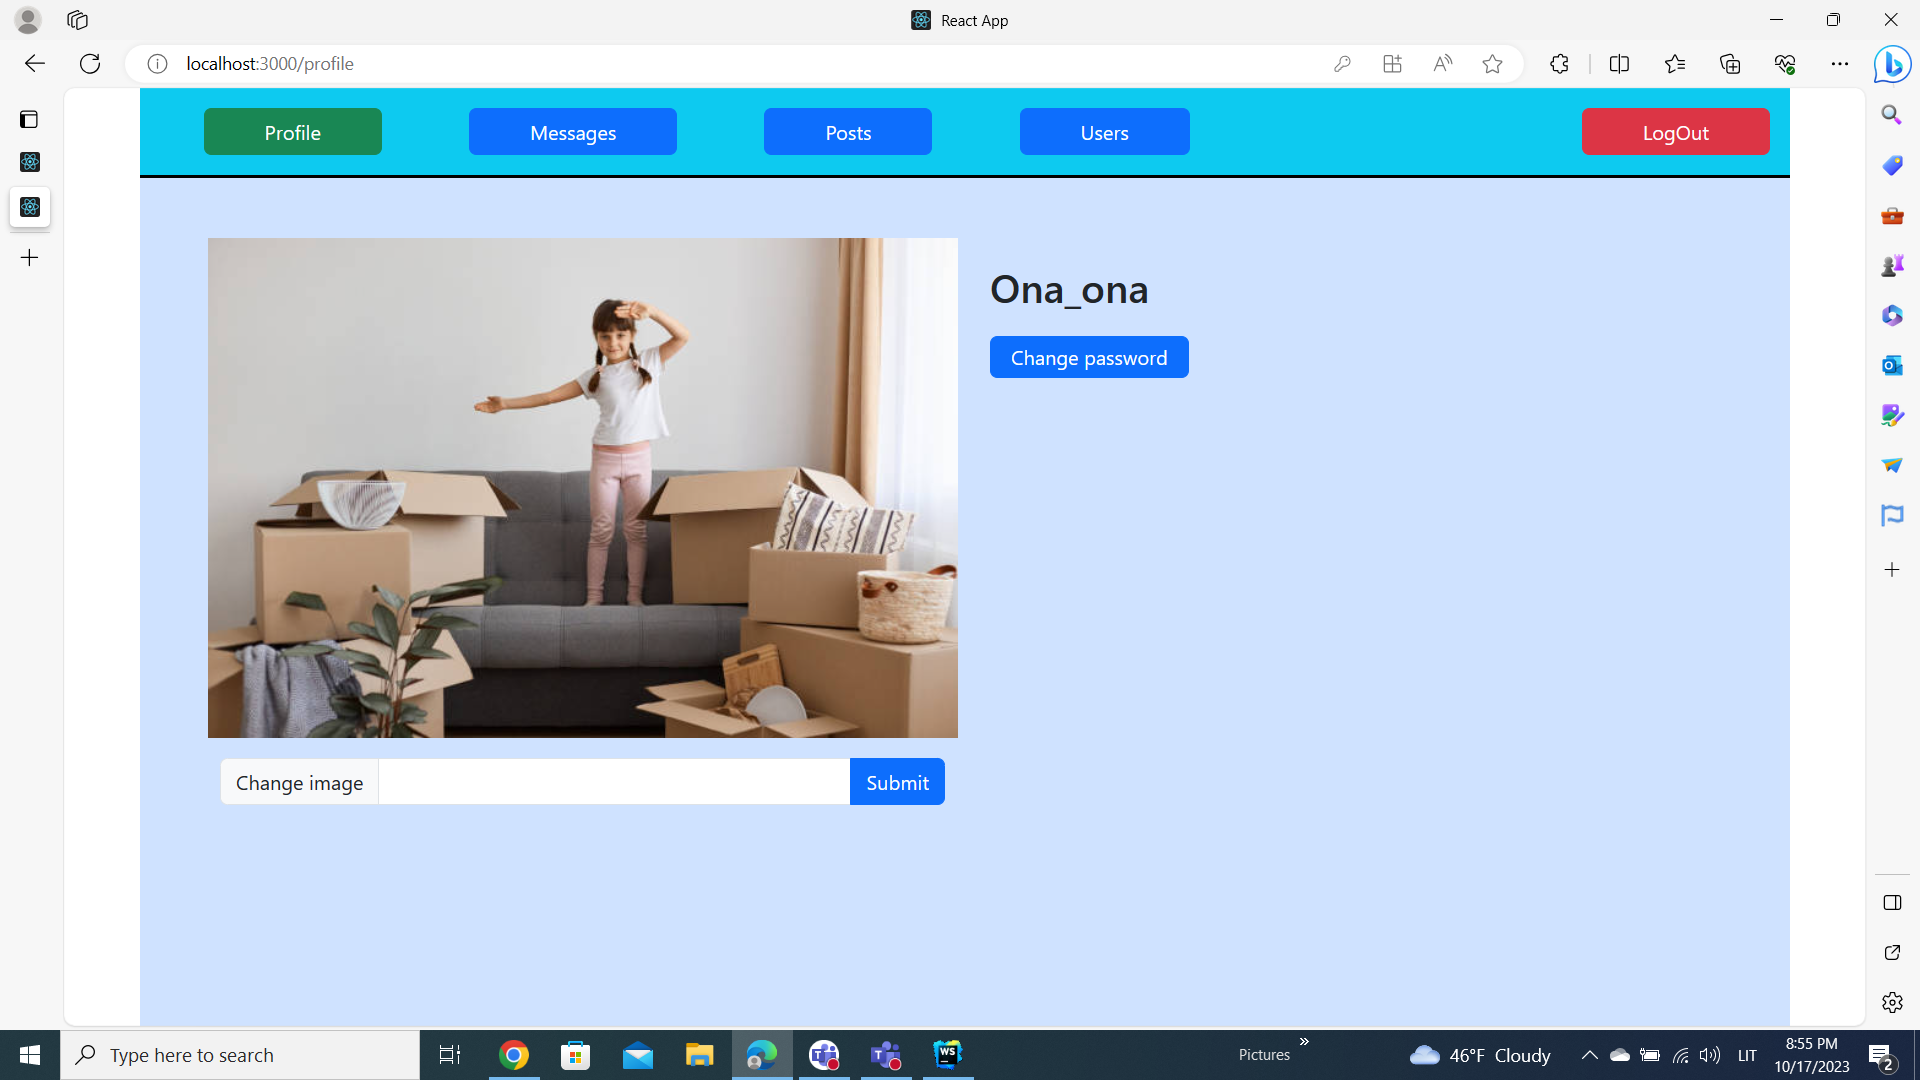 React App
localhost:3000/profile
Profile
Messages
Posts
Users
LogOut
Ona_ona
Change password
Change image
Submit
Type here to search
WS
Pictures
»
46°F Cloudy
LIT
8:55 PM
10/17/2023
2